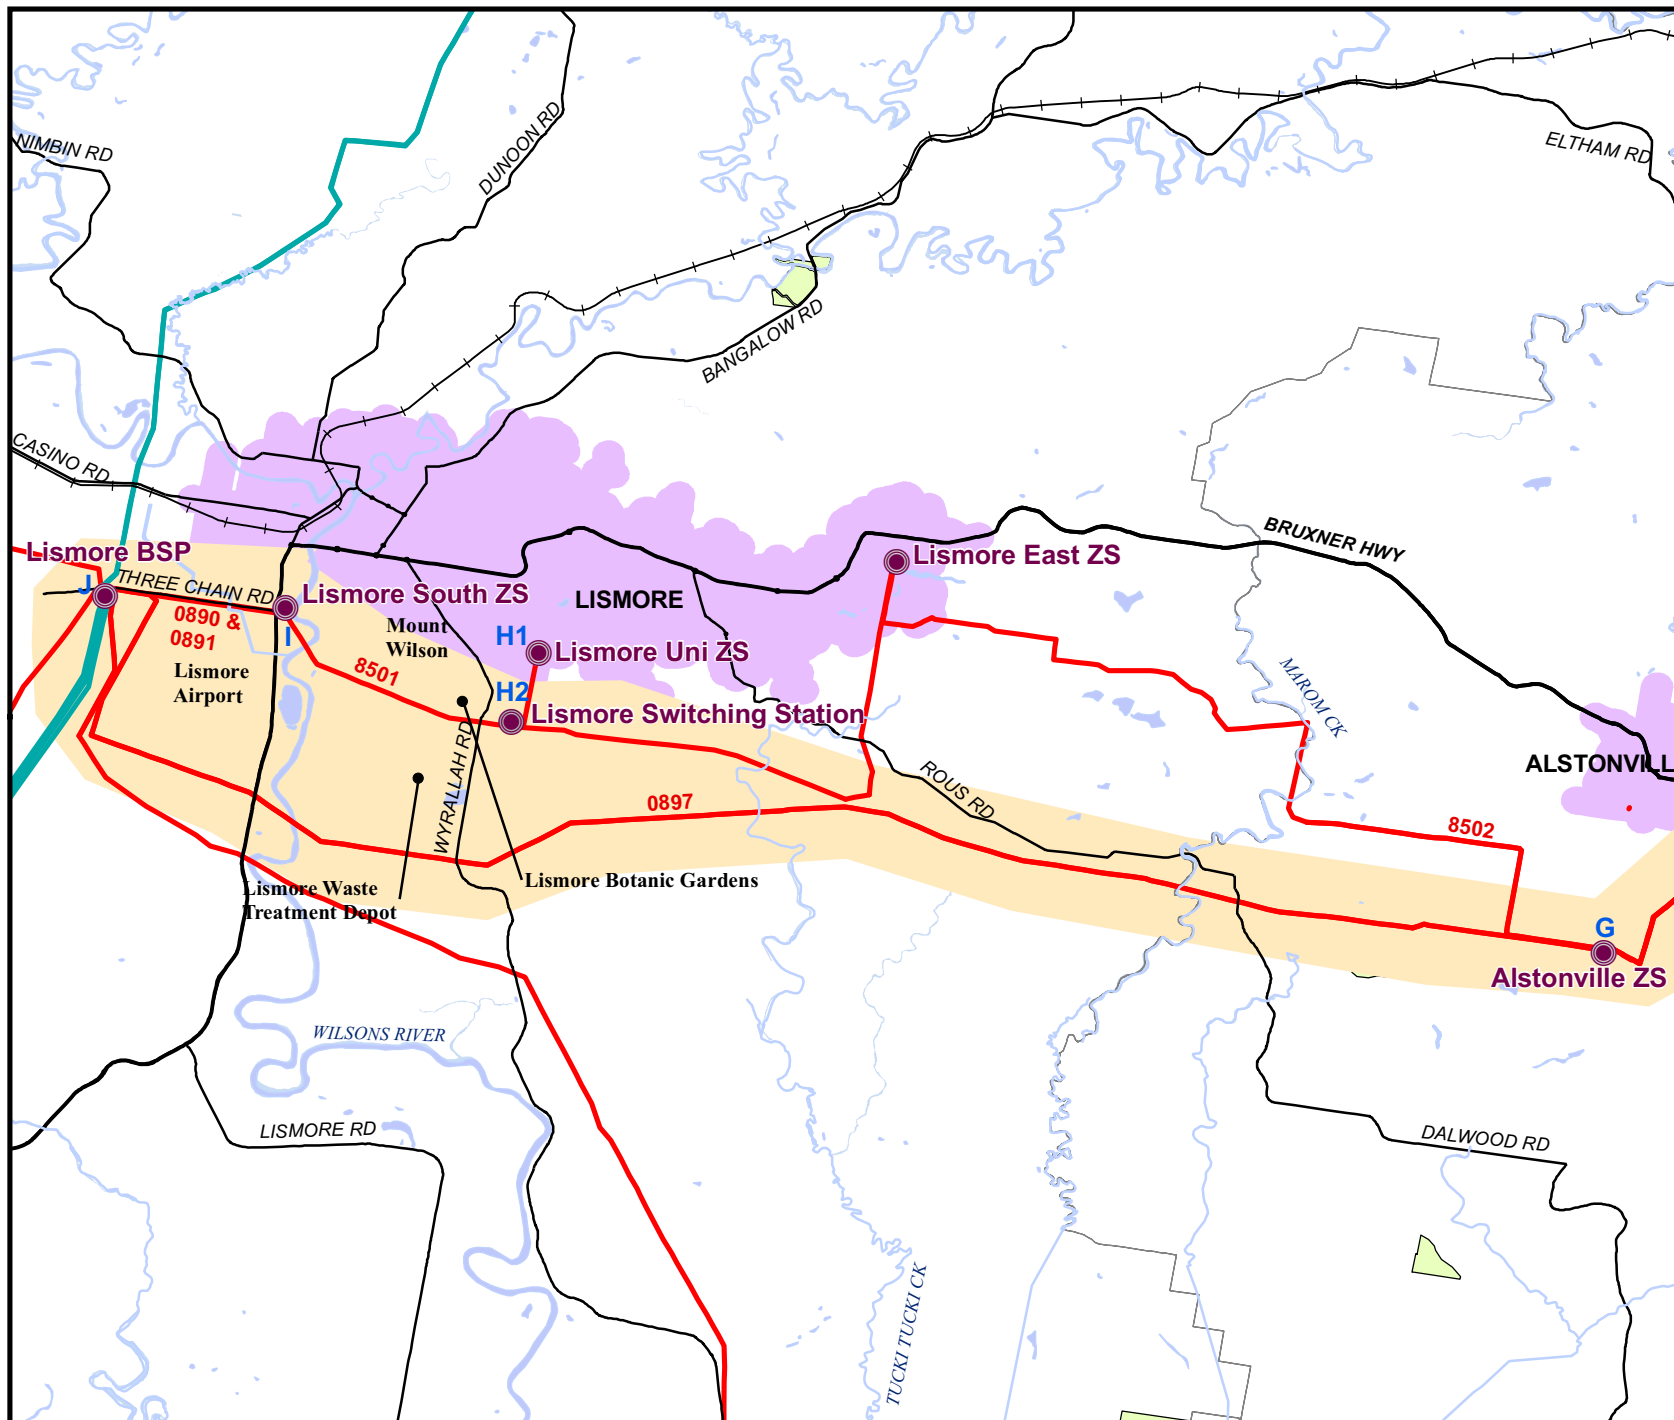 NIMBIN RD
DUNOON RD
ELTHAM RD
BANGALOW RD
CASINO RD
BRUXNER HWY
Lismore BSP
J
THREE CHAIN RD
Lismore South ZS
Lismore East ZS
0890 &
0891
I
LISMORE
Mount
Wilson
H1
Lismore Uni ZS
Lismore
Airport
8501
H2
Lismore Switching Station
MAROM CK
ALSTONVILL
WYRALLAH RD
ROUS RD
0897
8502
Lismore Waste
Treatment Depot
Lismore Botanic Gardens
G
Alstonville ZS
WILSONS RIVER
LISMORE RD
DALWOOD RD
TUCKI TUCKI CK